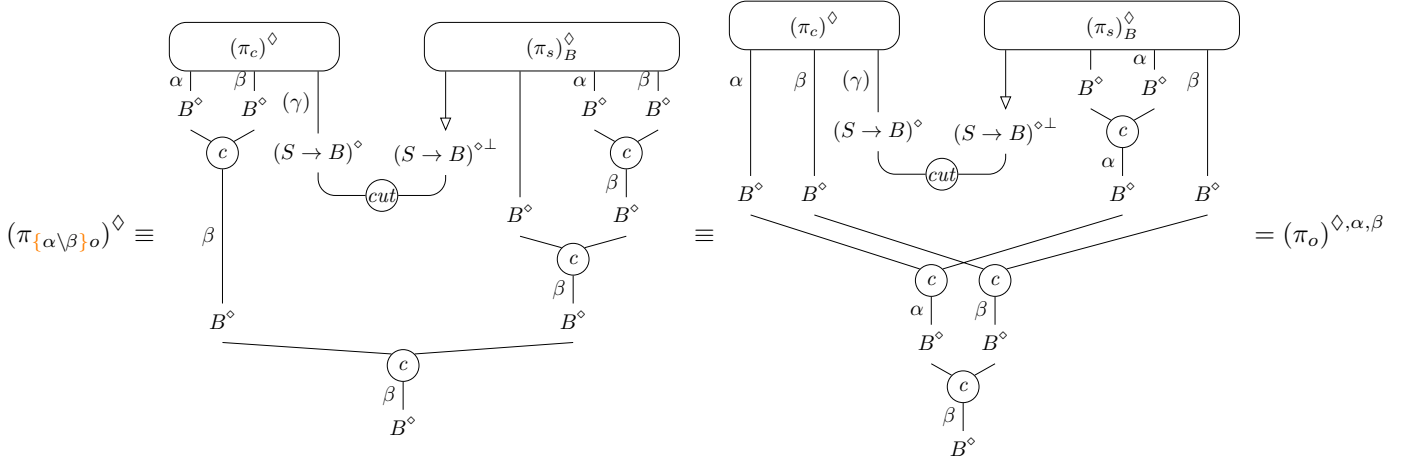 (π_c)^◊ (π_s)_B^◊ (π_c)^◊ (π_s)_B^◊
α β α β α β (γ) α β
B^⋄ B^⋄ (γ) B^⋄ B^⋄ B^⋄ B^⋄
c (S → B)^⋄ (S → B)^{⋄⊥} c (S → B)^⋄ (S → B)^{⋄⊥} c
cut β cut α
B^⋄ B^⋄ B^⋄ B^⋄ B^⋄ B^⋄
(π_{{α\β}o})^◊ ≡ β ≡ = (π_o)^{◊,α,β}
c c c
β α β
B^⋄ B^⋄ B^⋄ B^⋄
c c
β β
B^⋄ B^⋄